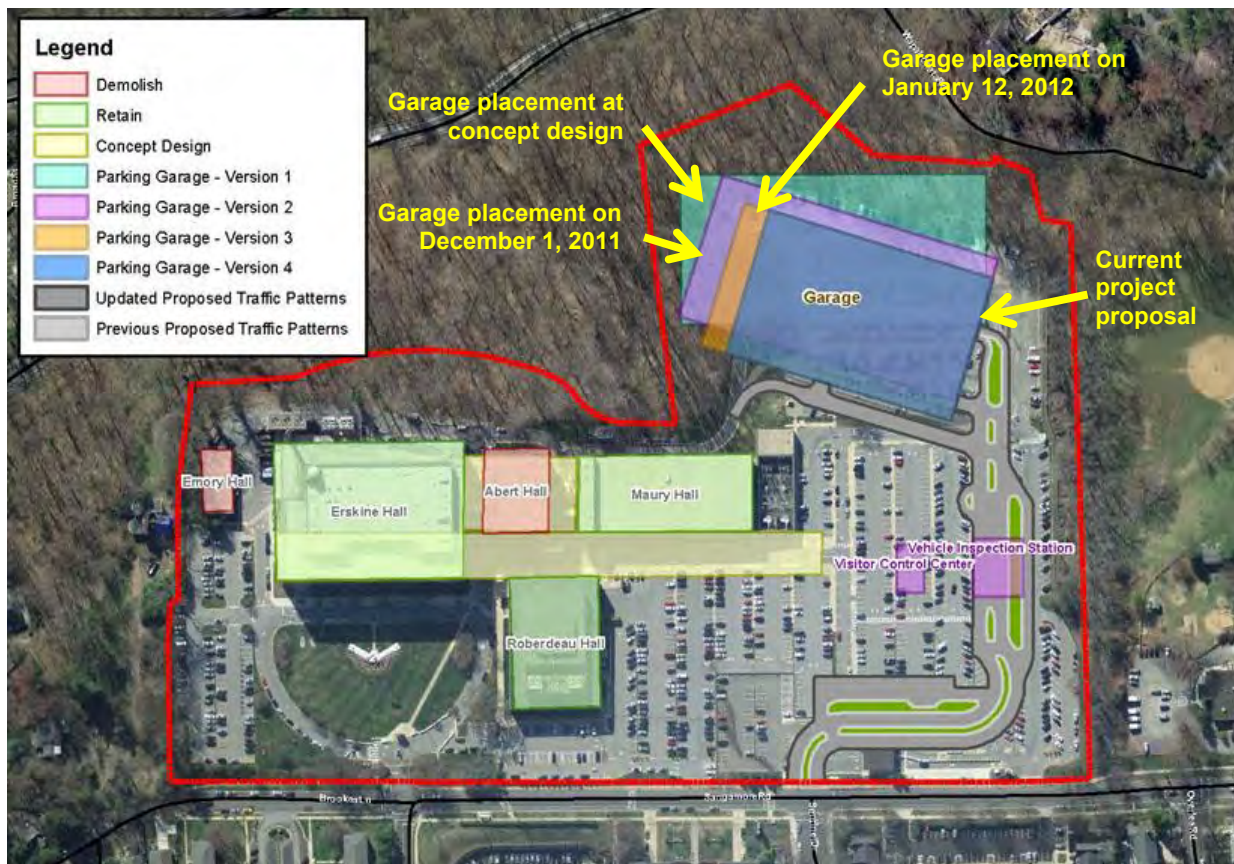 Legend
Demolish
Retain
Concept Design
Parking Garage - Version 1
Parking Garage - Version 2
Parking Garage - Version 3
Parking Garage - Version 4
Updated Proposed Traffic Patterns
Previous Proposed Traffic Patterns
Garage placement on
January 12, 2012
Garage placement at
concept design
Garage placement on
December 1, 2011
Current
project
proposal
Garage
Emory Hall
Erskine Hall
Abert Hall
Maury Hall
Vehicle Inspection Station
Visitor Control Center
Roberdeau Hall
Sangamore Rd
Overlea Rd